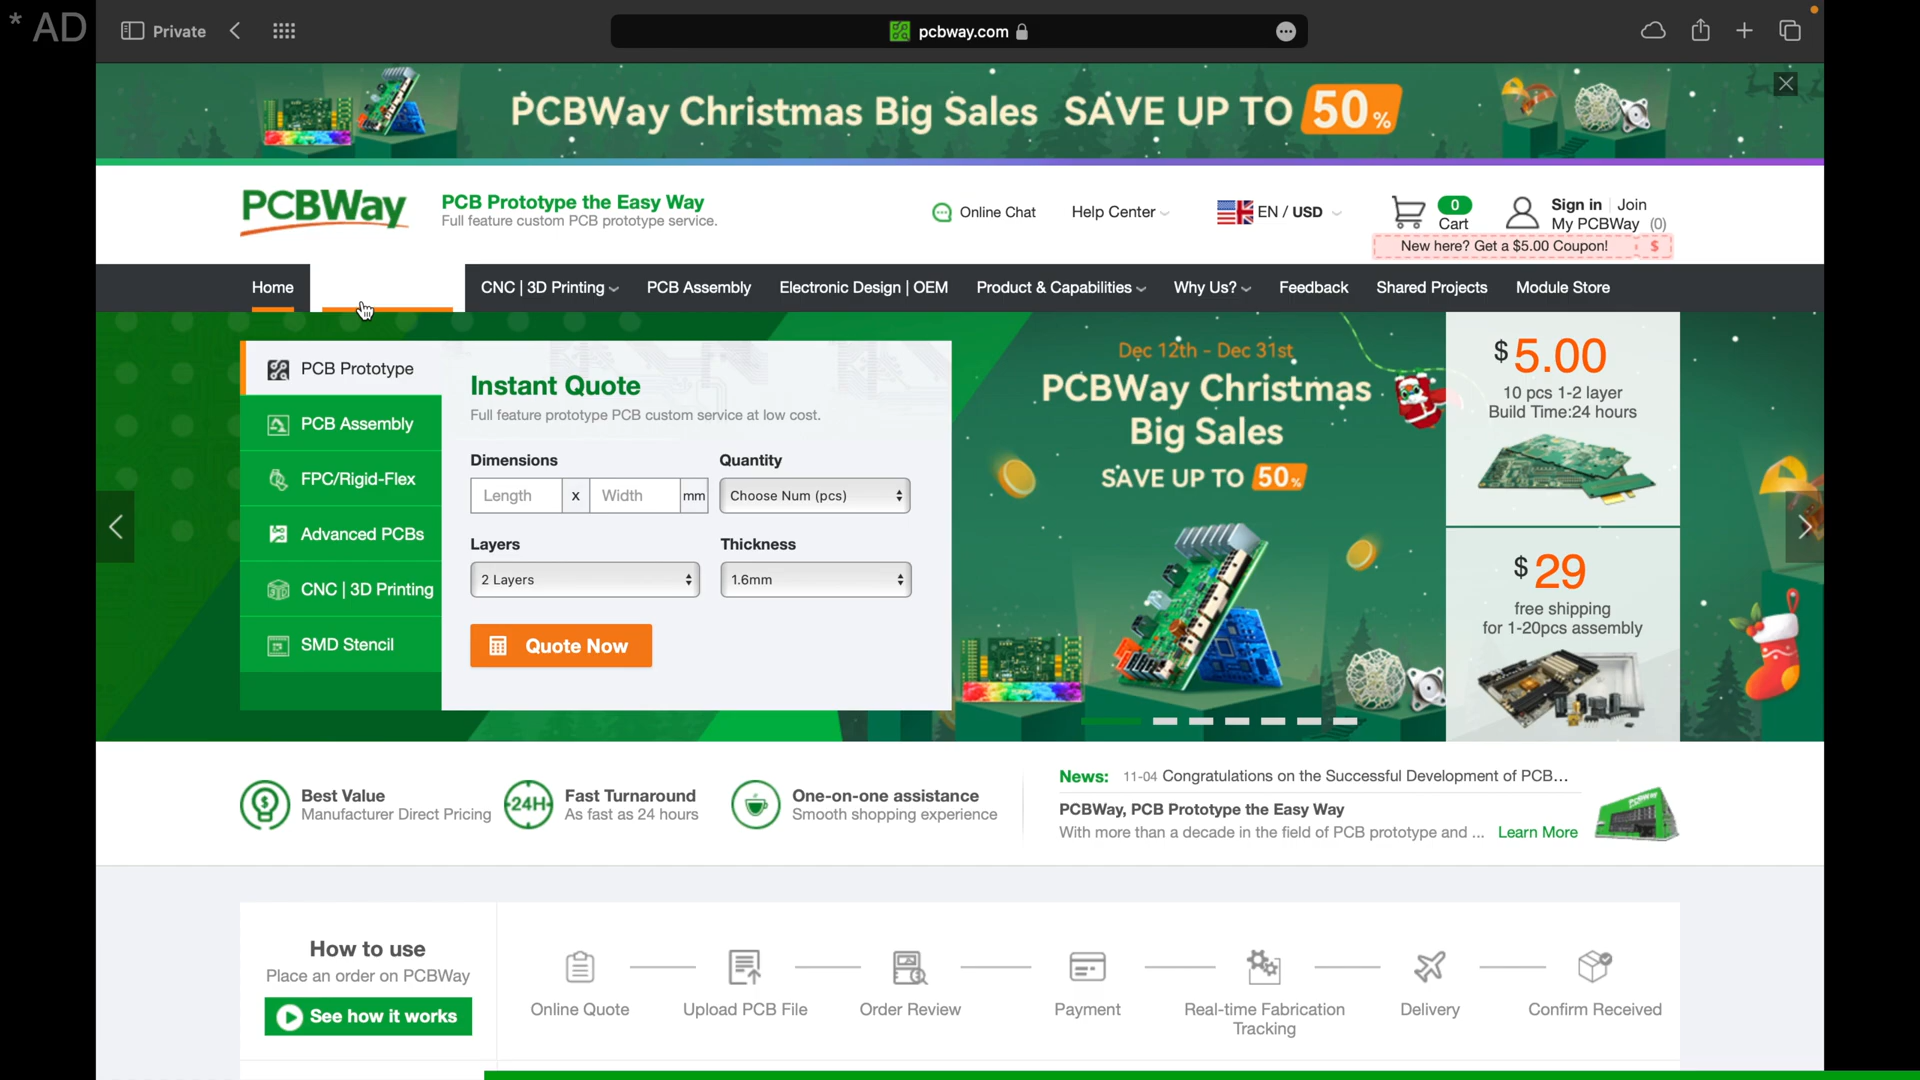 * AD
Private
pcbway.com
PCBWay Christmas Big Sales SAVE UP TO 50%
PCBWay
PCB Prototype the Easy Way
Full feature custom PCB prototype service.
Online Chat
Help Center
EN / USD
0
Cart
Sign in | Join
My PCBWay (0)
New here? Get a $5.00 Coupon! $
Home
CNC | 3D Printing
PCB Assembly
Electronic Design | OEM
Product & Capabilities
Why Us?
Feedback
Shared Projects
Module Store
PCB Prototype
PCB Assembly
FPC/Rigid-Flex
Advanced PCBs
CNC | 3D Printing
SMD Stencil
Instant Quote
Full feature prototype PCB custom service at low cost.
Dimensions
Quantity
Length x Width mm
Choose Num (pcs)
Layers
Thickness
2 Layers
1.6mm
Quote Now
Dec 12th - Dec 31st
PCBWay Christmas
Big Sales
SAVE UP TO 50%
$5.00
10 pcs 1-2 layer
Build Time:24 hours
$29
free shipping
for 1-20pcs assembly
Best Value
Manufacturer Direct Pricing
24H
Fast Turnaround
As fast as 24 hours
One-on-one assistance
Smooth shopping experience
News: 11-04 Congratulations on the Successful Development of PCB...
PCBWay, PCB Prototype the Easy Way
With more than a decade in the field of PCB prototype and ... Learn More
PCBWay
How to use
Place an order on PCBWay
See how it works
Online Quote
Upload PCB File
Order Review
Payment
Real-time Fabrication
Tracking
Delivery
Confirm Received